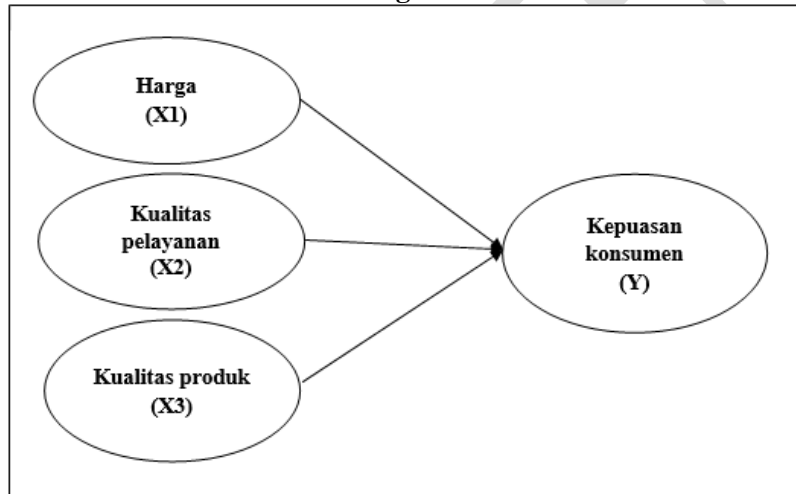 Harga
(X1)
Kualitas
pelayanan
(X2)
Kualitas produk
(X3)
Kepuasan
konsumen
(Y)